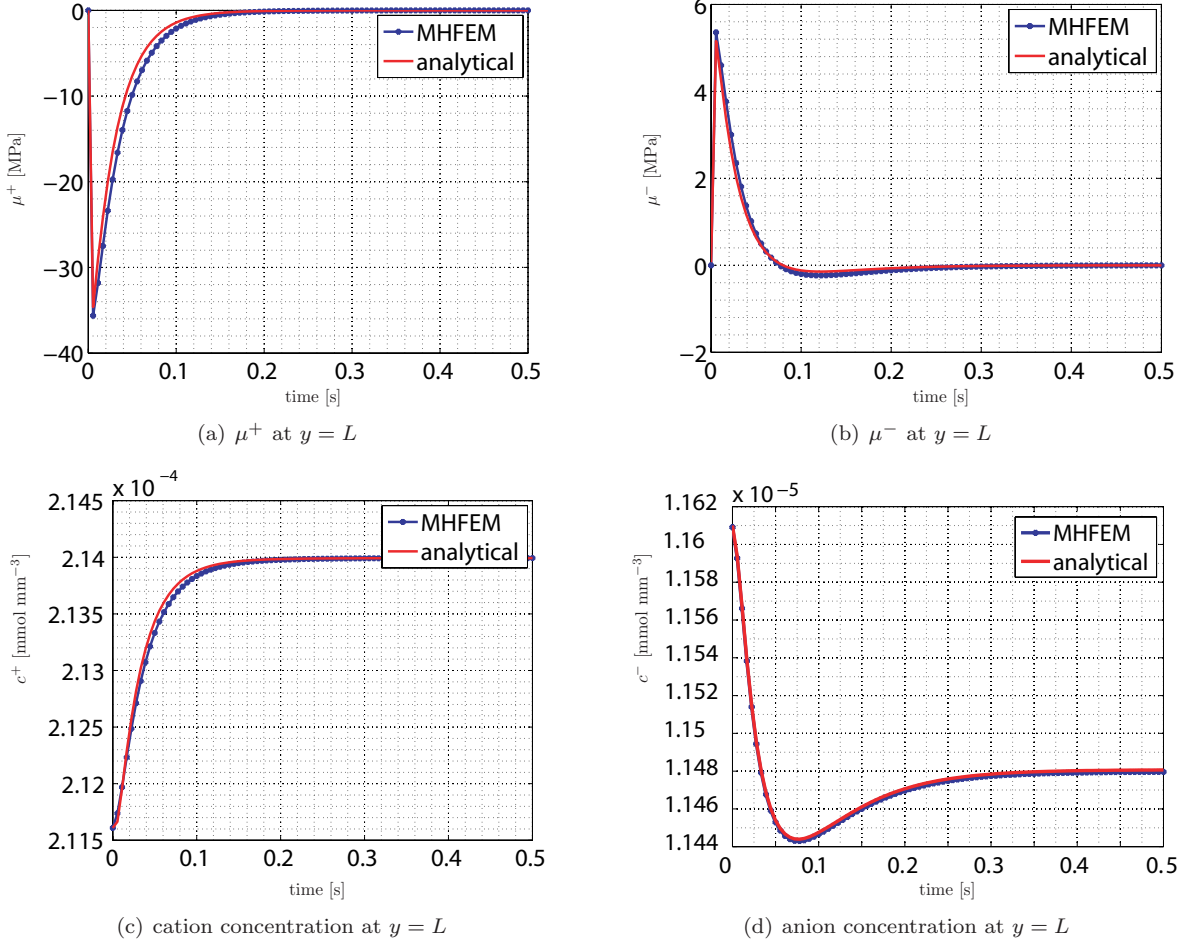 0
−10
−20
−30
−40
0
0.1
0.2
0.3
0.4
0.5
μ⁺ [MPa]
time [s]
MHFEM
analytical
(a) μ⁺ at y = L
6
4
2
0
−2
0
0.1
0.2
0.3
0.4
0.5
μ⁻ [MPa]
time [s]
MHFEM
analytical
(b) μ⁻ at y = L
x 10 ⁻⁴
2.1145
2.140
2.135
2.13
2.125
2.12
2.115
0
0.1
0.2
0.3
0.4
0.5
c⁺ [mmol mm⁻³]
time [s]
MHFEM
analytical
(c) cation concentration at y = L
x 10 ⁻⁵
1.162
1.16
1.158
1.156
1.154
1.152
1.15
1.148
1.146
1.144
0
0.1
0.2
0.3
0.4
0.5
c⁻ [mmol mm⁻³]
time [s]
MHFEM
analytical
(d) anion concentration at y = L